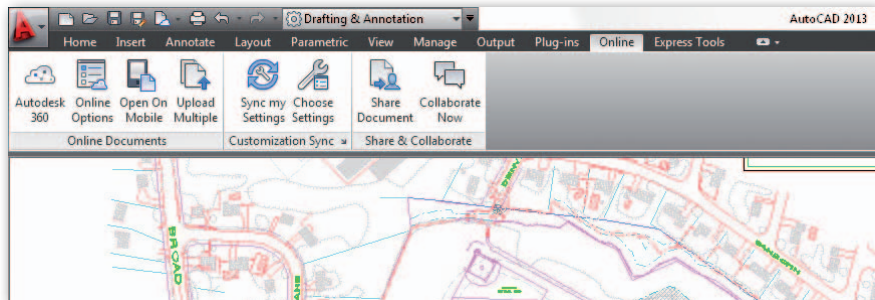 Drafting & Annotation AutoCAD 2013
Home Insert Annotate Layout Parametric View Manage Output Plug-ins Online Express Tools
Autodesk Online Open On Upload Sync my Choose Share Collaborate
360 Options Mobile Multiple Settings Settings Document Now
Online Documents Customization Sync Share & Collaborate
BROAD
SANBORN